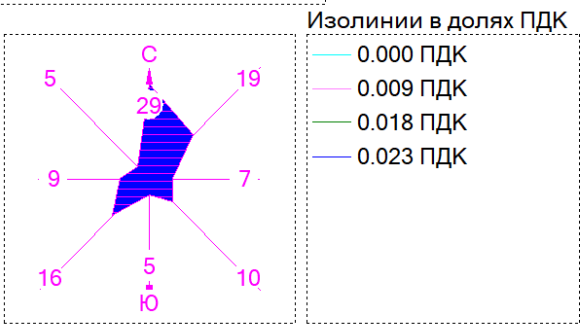 Изолинии в долях ПДК
С
5
19
29
9
7
16
5
10
Ю
0.000 ПДК
0.009 ПДК
0.018 ПДК
0.023 ПДК